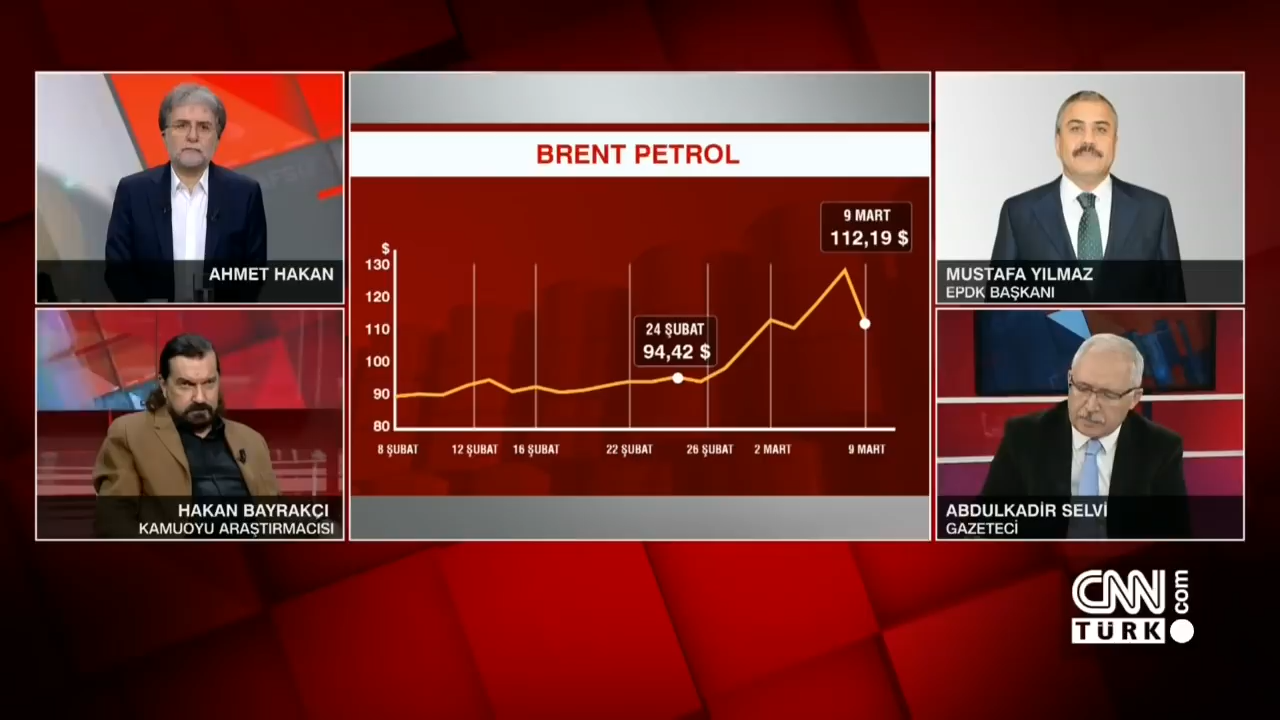 AHMET HAKAN
HAKAN BAYRAKÇI
KAMUOYU ARAŞTIRMACISI
BRENT PETROL
$
130
120
110
100
90
80
24 ŞUBAT
94,42 $
9 MART
112,19 $
8 ŞUBAT 12 ŞUBAT 16 ŞUBAT 22 ŞUBAT 26 ŞUBAT 2 MART 9 MART
MUSTAFA YILMAZ
EPDK BAŞKANI
ABDULKADİR SELVİ
GAZETECİ
CNN
TÜRK
.com